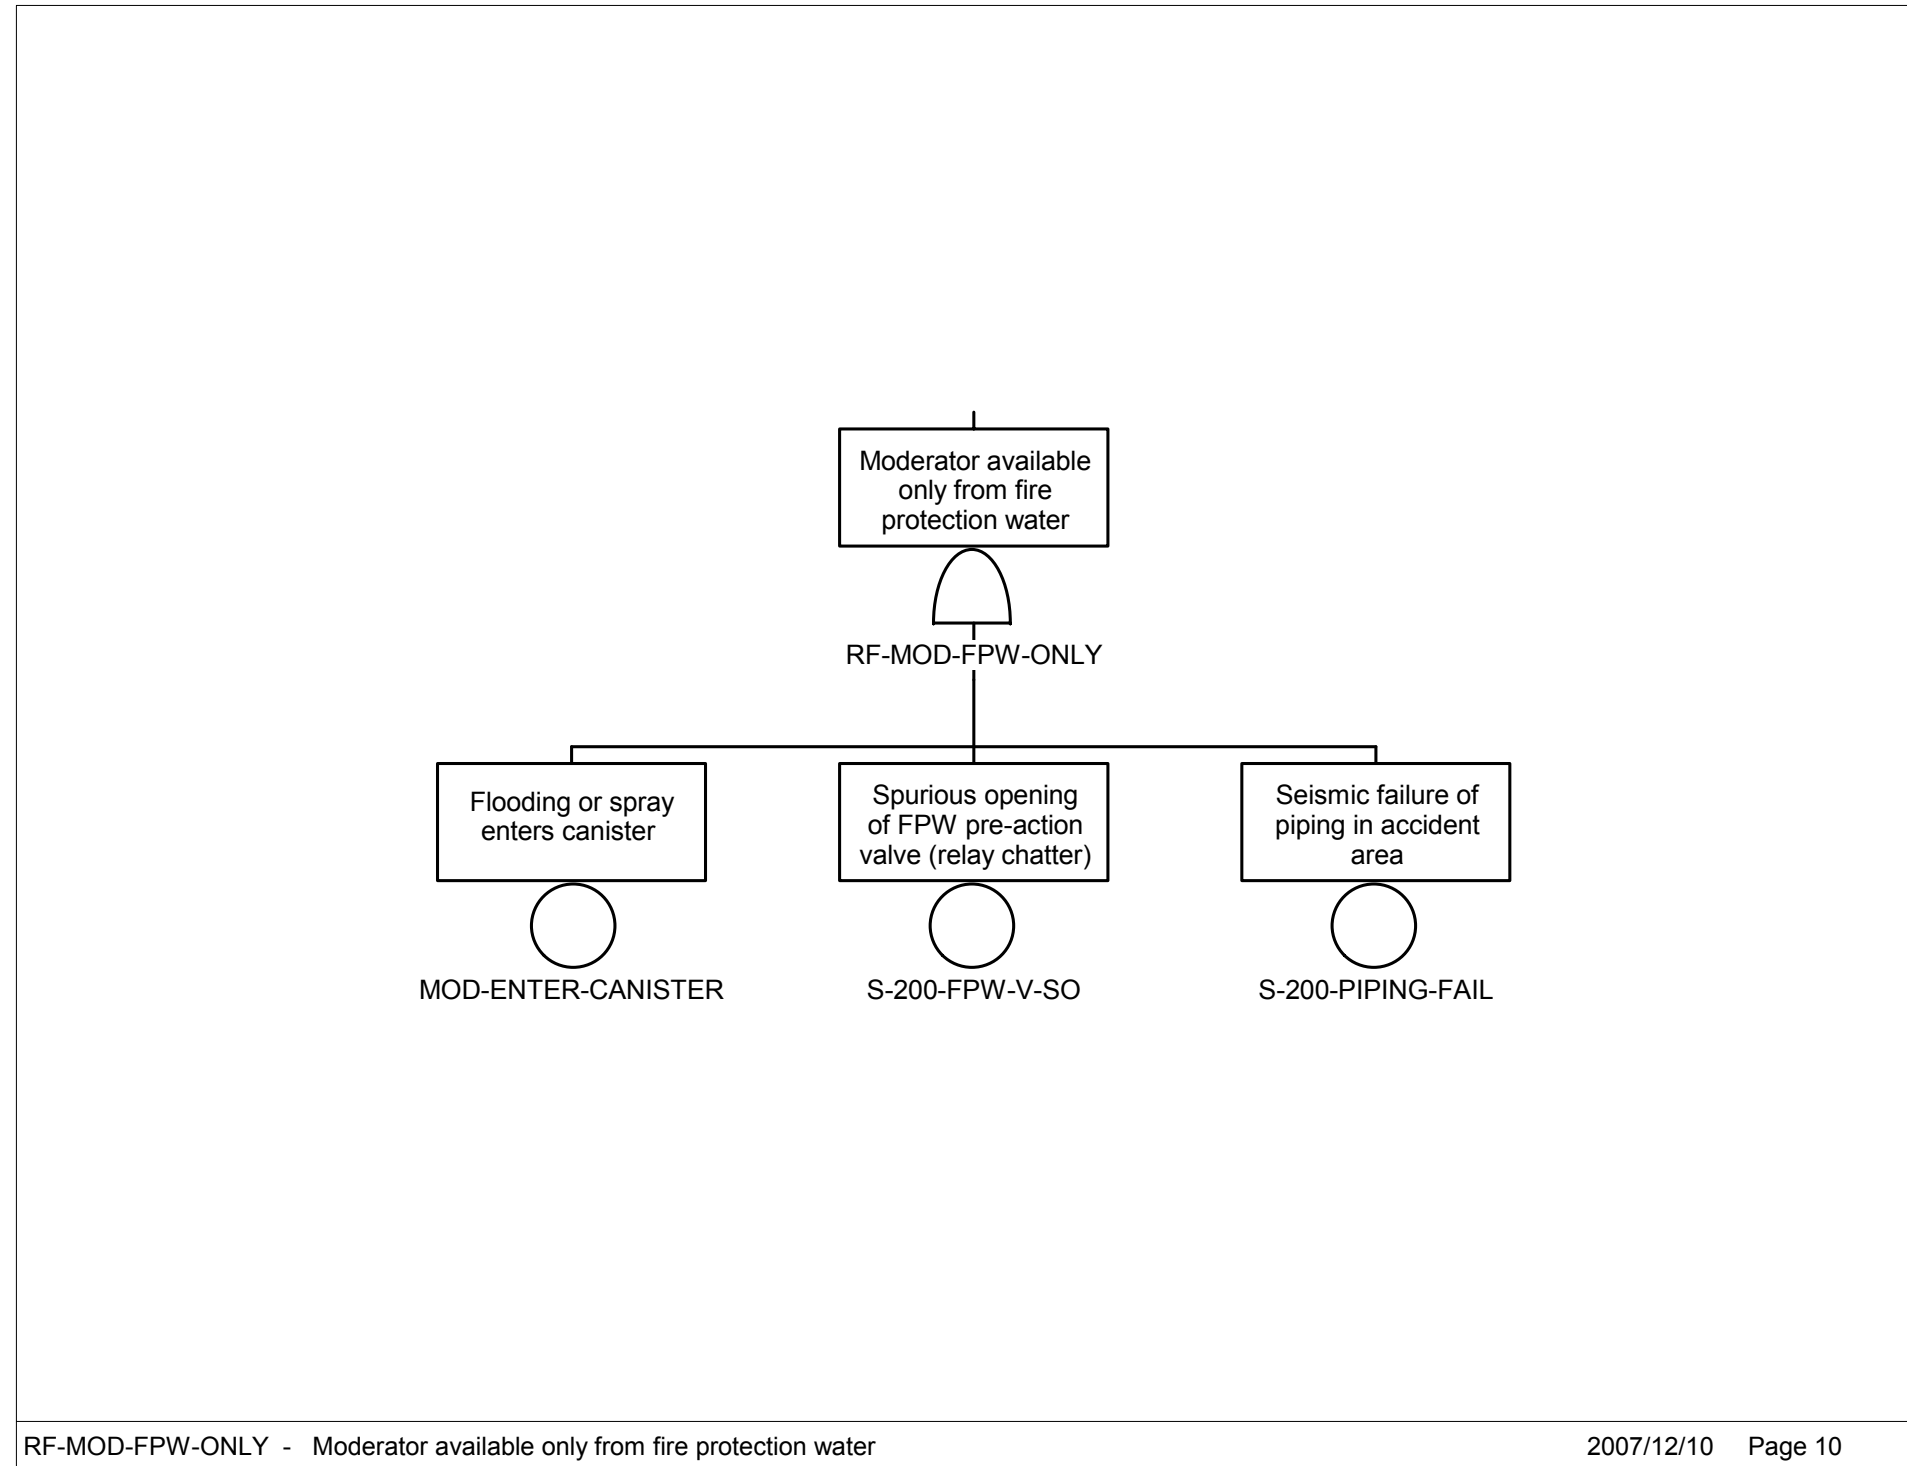 Moderator available
only from fire
protection water
RF-MOD-FPW-ONLY
Flooding or spray
enters canister
Spurious opening
of FPW pre-action
valve (relay chatter)
Seismic failure of
piping in accident
area
MOD-ENTER-CANISTER
S-200-FPW-V-SO
S-200-PIPING-FAIL
RF-MOD-FPW-ONLY - Moderator available only from fire protection water
2007/12/10 Page 10